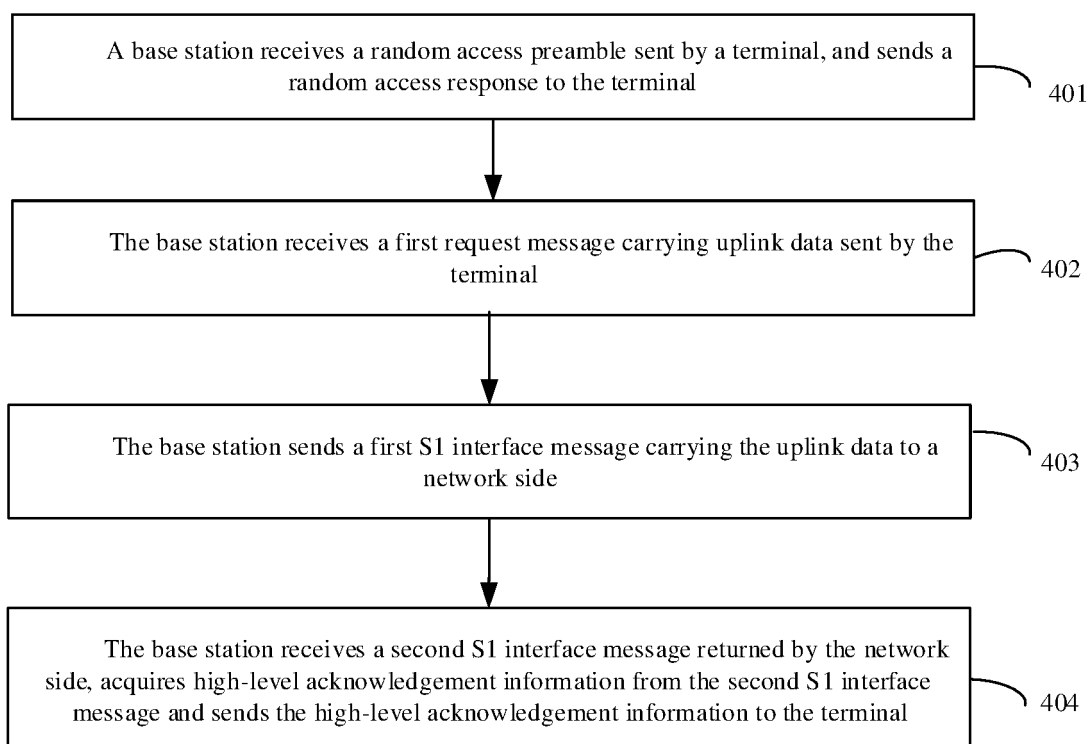 A base station receives a random access preamble sent by a terminal, and sends a
random access response to the terminal
401
The base station receives a first request message carrying uplink data sent by the
terminal
402
The base station sends a first S1 interface message carrying the uplink data to a
network side
403
The base station receives a second S1 interface message returned by the network
side, acquires high-level acknowledgement information from the second S1 interface
message and sends the high-level acknowledgement information to the terminal
404